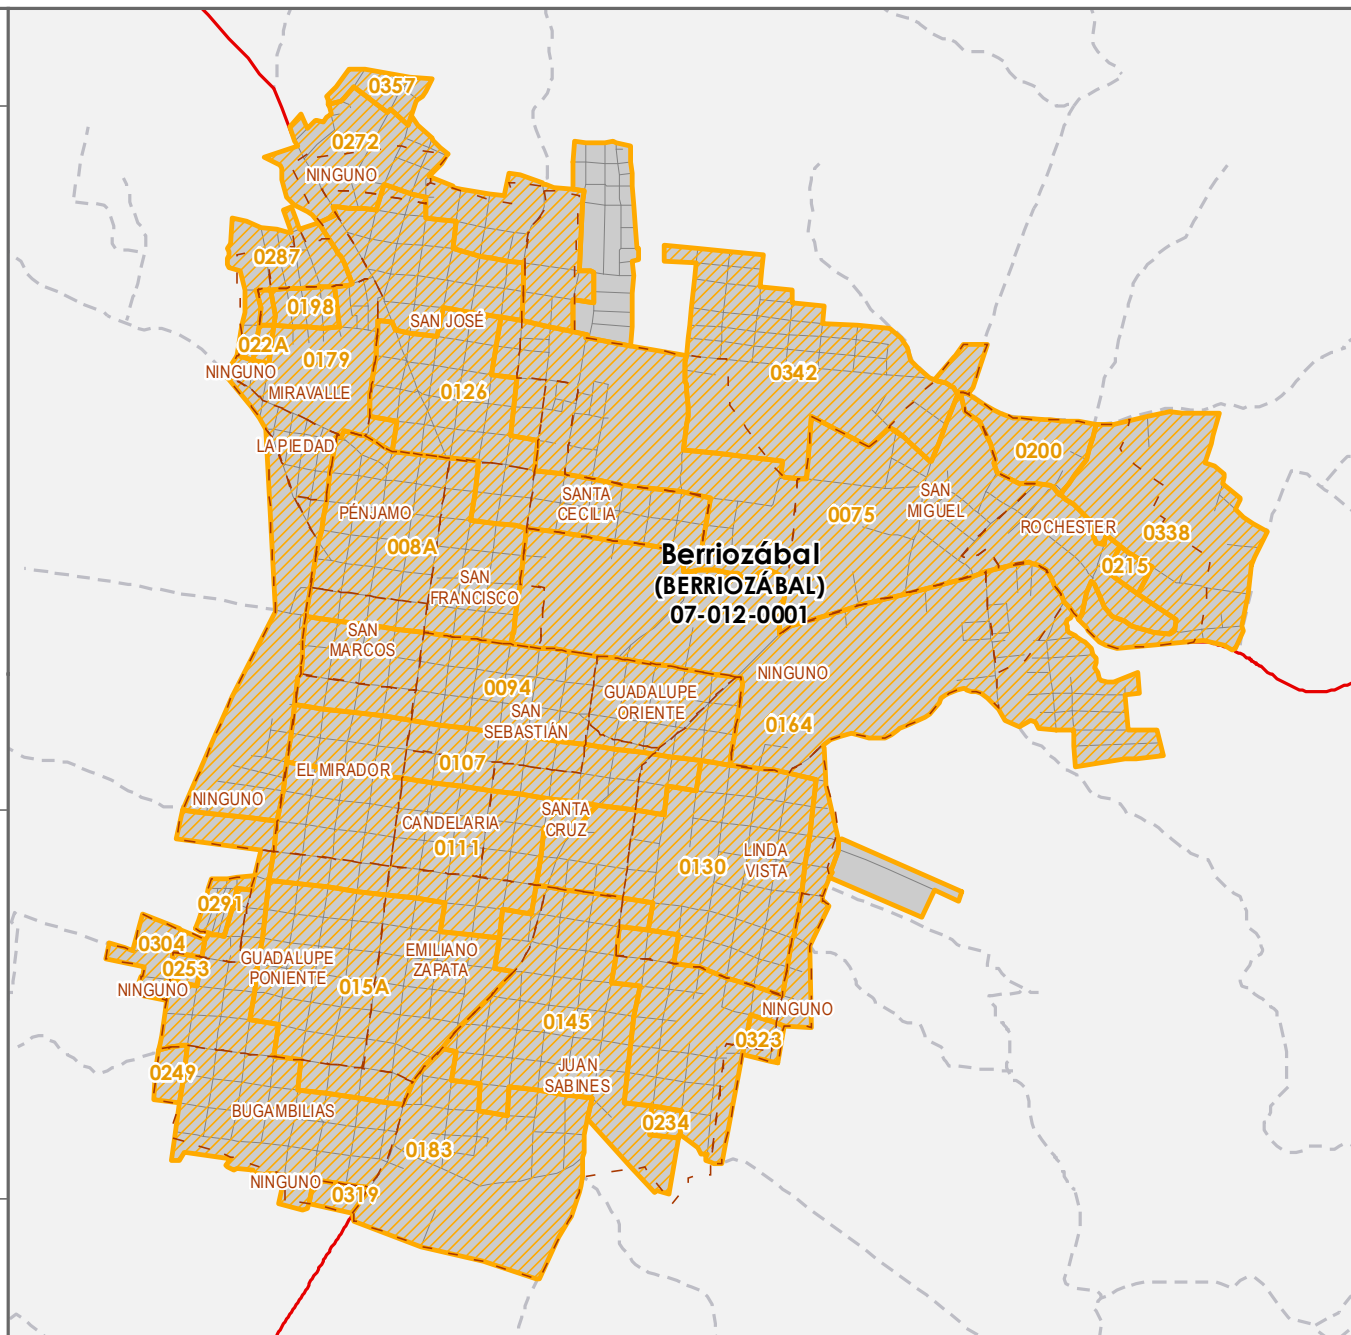 0357
0272
NINGUNO
0287
0198
SAN JOSÉ
022A
0179
NINGUNO
MIRAVALLE
0126
0342
LA PIEDAD
0200
SANTA
CECILIA
SAN
MIGUEL
PÉNJAMO
0075
ROCHESTER
0338
008A
Berriozábal
(BERRIOZÁBAL)
07-012-0001
0215
SAN
FRANCISCO
SAN
MARCOS
NINGUNO
0094
GUADALUPE
ORIENTE
SAN
SEBASTIÁN
0164
0107
EL MIRADOR
NINGUNO
CANDELARIA
SANTA
CRUZ
0111
LINDA
VISTA
0130
0291
0304
0253
NINGUNO
GUADALUPE
PONIENTE
EMILIANO
ZAPATA
015A
NINGUNO
0145
0323
0249
JUAN
SABINES
BUGAMBILIAS
0234
0183
NINGUNO
0319